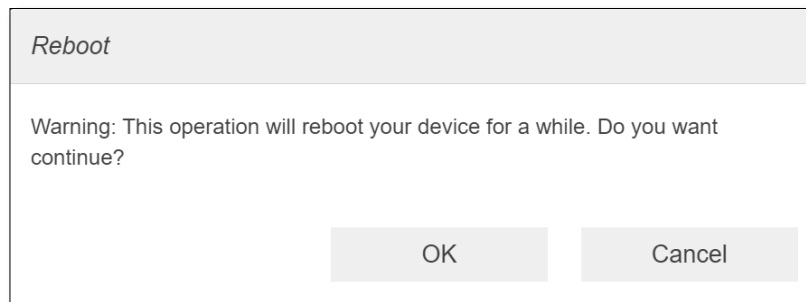 Reboot
Warning: This operation will reboot your device for a while. Do you want
continue?
OK Cancel